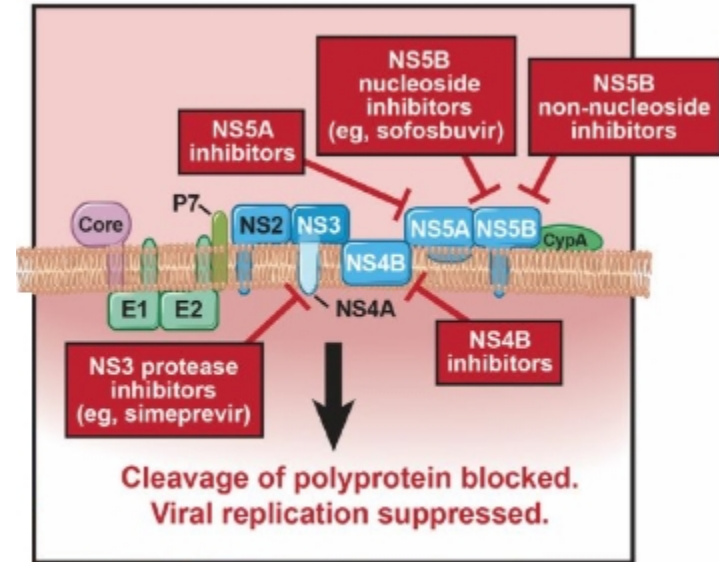 NS5B
nucleoside
inhibitors
(eg, sofosbuvir)
NS5B
non-nucleoside
inhibitors
NS5A
inhibitors
P7
Core
NS2
NS3
NS5A
NS5B
CypA
NS4B
E1
E2
NS4A
NS3 protease
inhibitors
(eg, simeprevir)
NS4B
inhibitors
Cleavage of polyprotein blocked.
Viral replication suppressed.